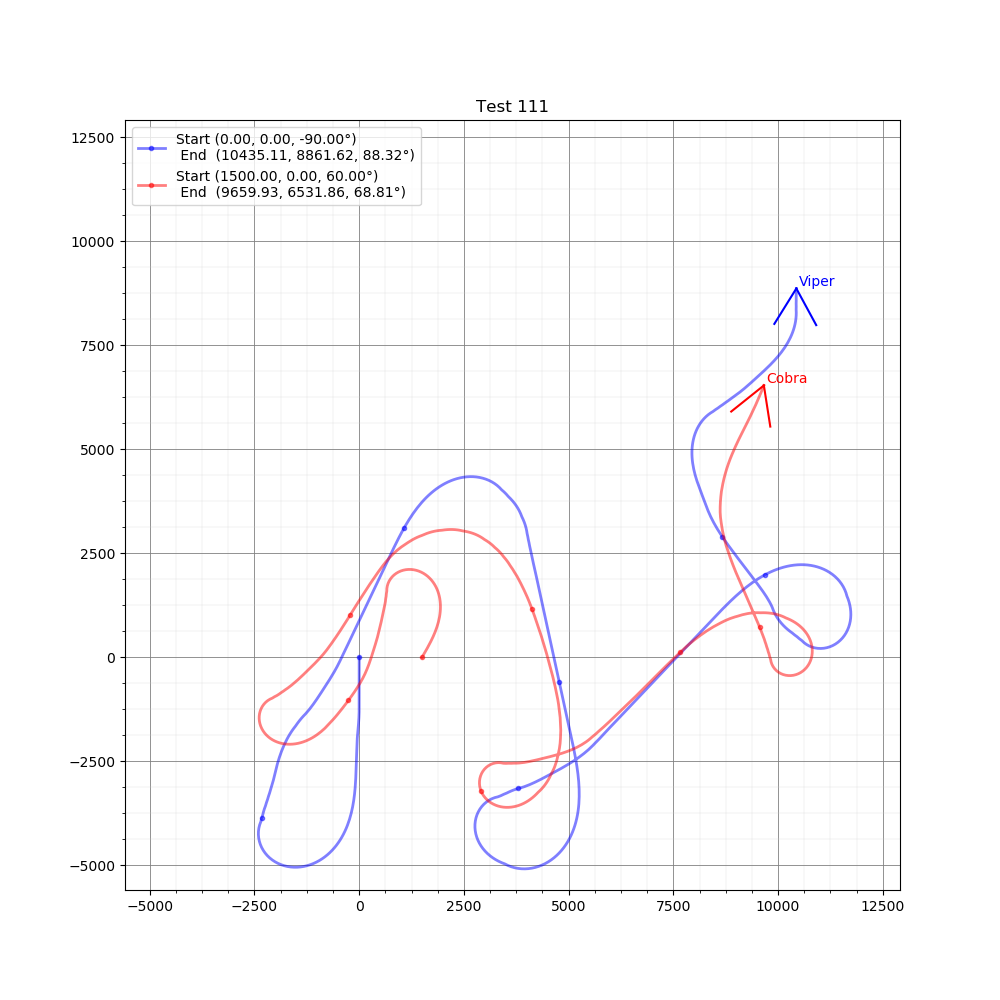 Test 111
Start (0.00, 0.00, -90.00°)
End  (10435.11, 8861.62, 88.32°)
Start (1500.00, 0.00, 60.00°)
End  (9659.93, 6531.86, 68.81°)
12500
10000
7500
5000
2500
0
−2500
−5000
Viper
Cobra
−5000 −2500 0 2500 5000 7500 10000 12500